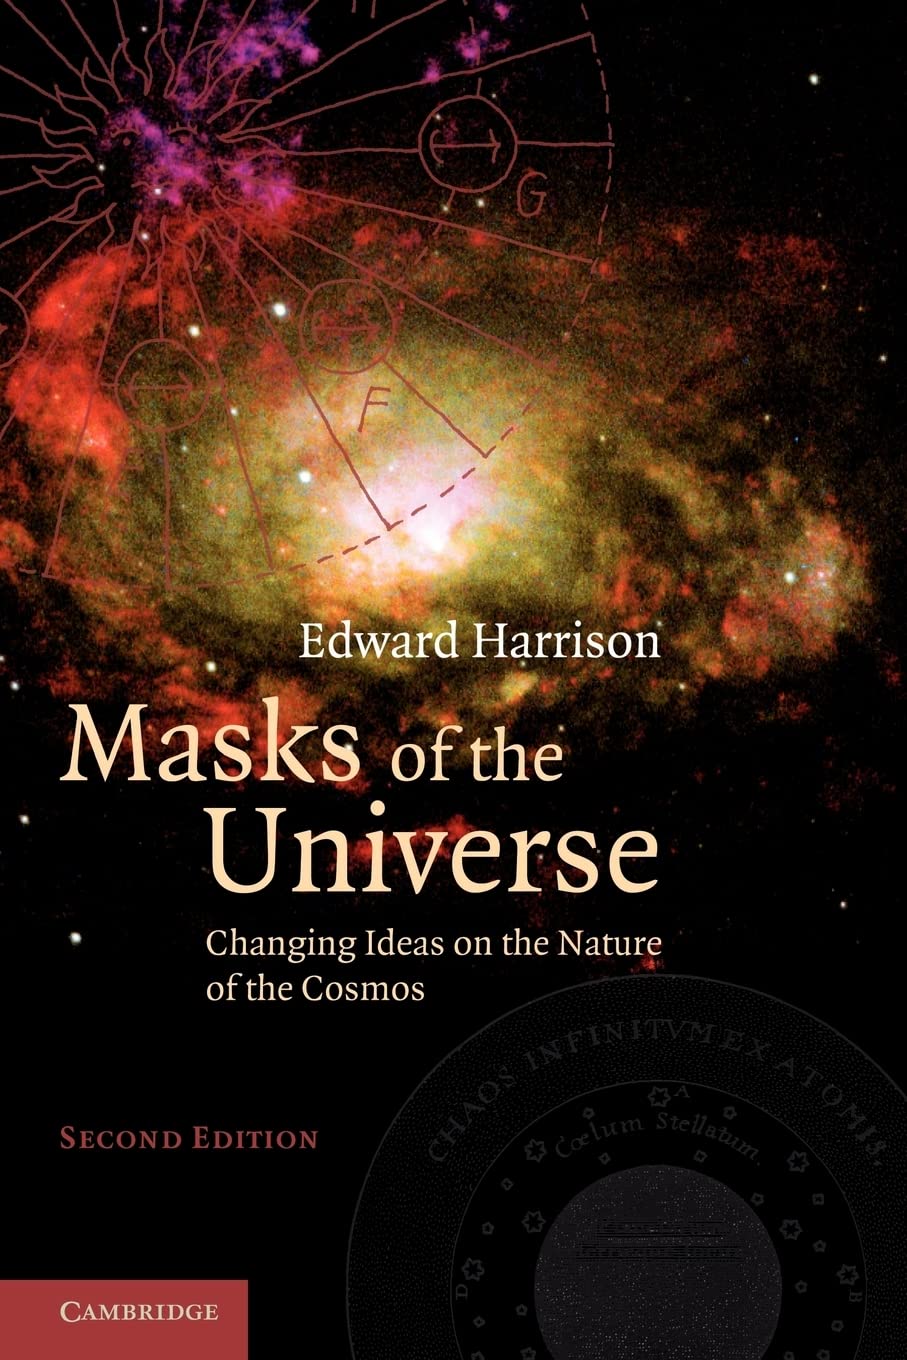 G
F
Edward Harrison
Masks of the
Universe
Changing Ideas on the Nature
of the Cosmos
CHAOS INFINITVM EX ATOMIS.
A
Cœlum Stellatum.
SECOND EDITION
D
B
CAMBRIDGE